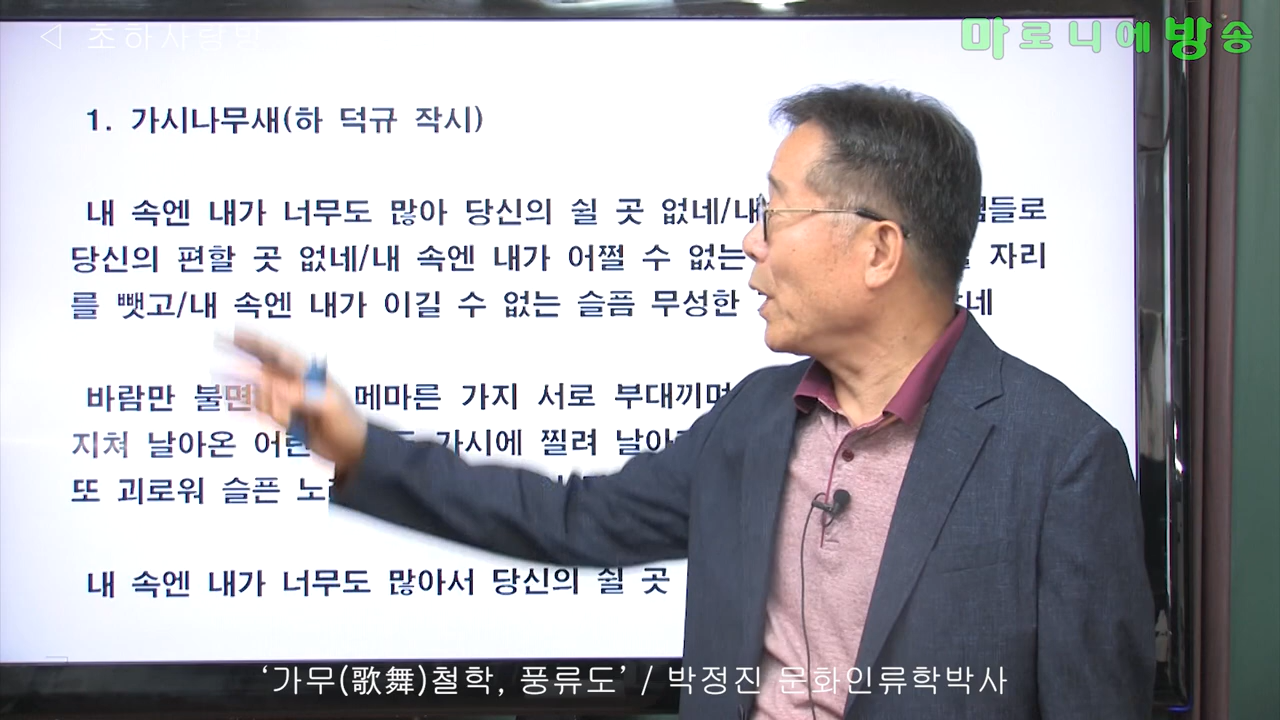 ◁ 초하사랑방
마로니에방송
1. 가시나무새(하 덕규 작시)
내 속엔 내가 너무도 많아 당신의 쉴 곳 없네/내
당신의 편할 곳 없네/내 속엔 내가 어쩔 수 없는 자리
를 뺏고/내 속엔 내가 이길 수 없는 슬픔 무성한
바람만 불면 메마른 가지 서로 부대끼며
지쳐 날아온 가시에 찔려
또 괴로워 슬픈
내 속엔 내가 너무도 많아서 당신의 쉴 곳
‘가무(歌舞)철학, 풍류도’ / 박정진 문화인류학박사